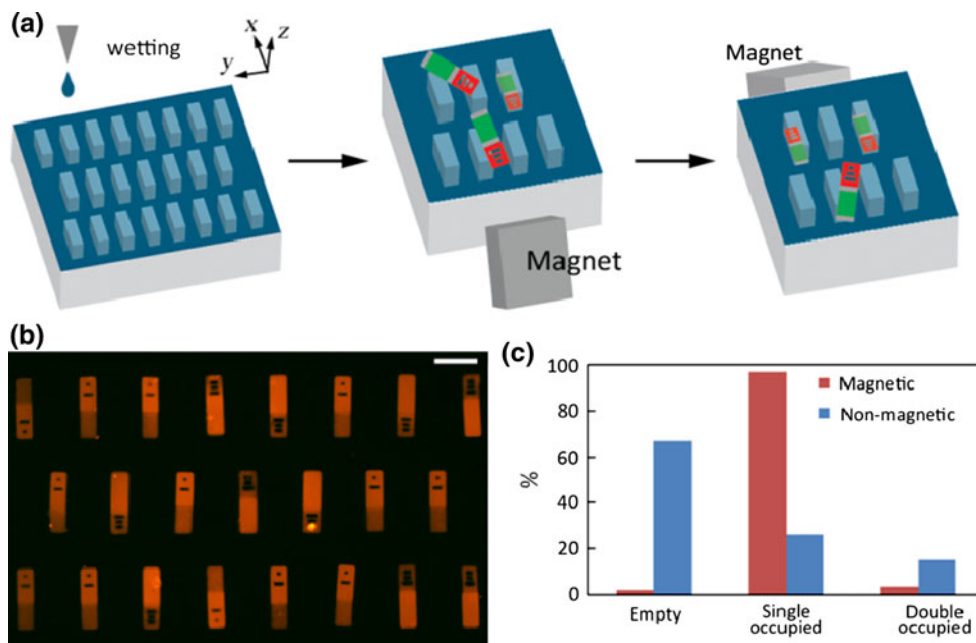 (a)
wetting
x
z
y
Magnet
Magnet
(b)
(c)
100
80
60
40
20
0
%
Magnetic
Non-magnetic
Empty
Single
occupied
Double
occupied